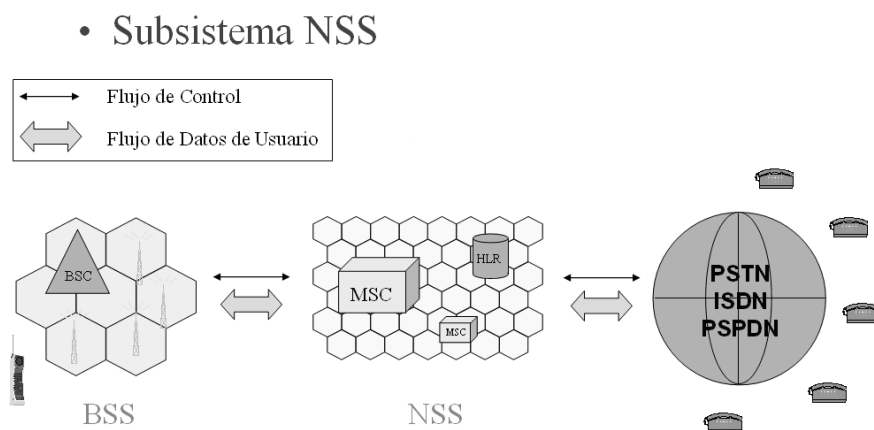 • Subsistema NSS
Flujo de Control
Flujo de Datos de Usuario
BSC
MSC
HLR
MSC
PSTN
ISDN
PSPDN
BSS
NSS